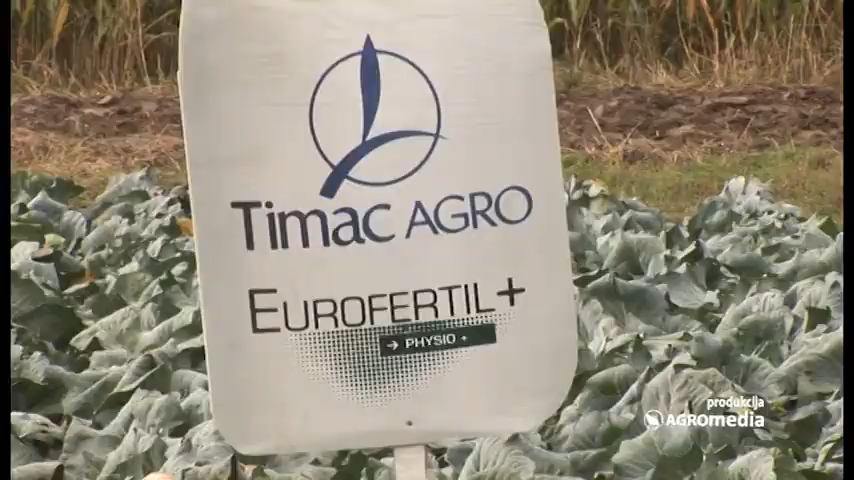 Timac AGRO
EUROFERTIL+
→ PHYSIO +
produkcija
AGROmedia